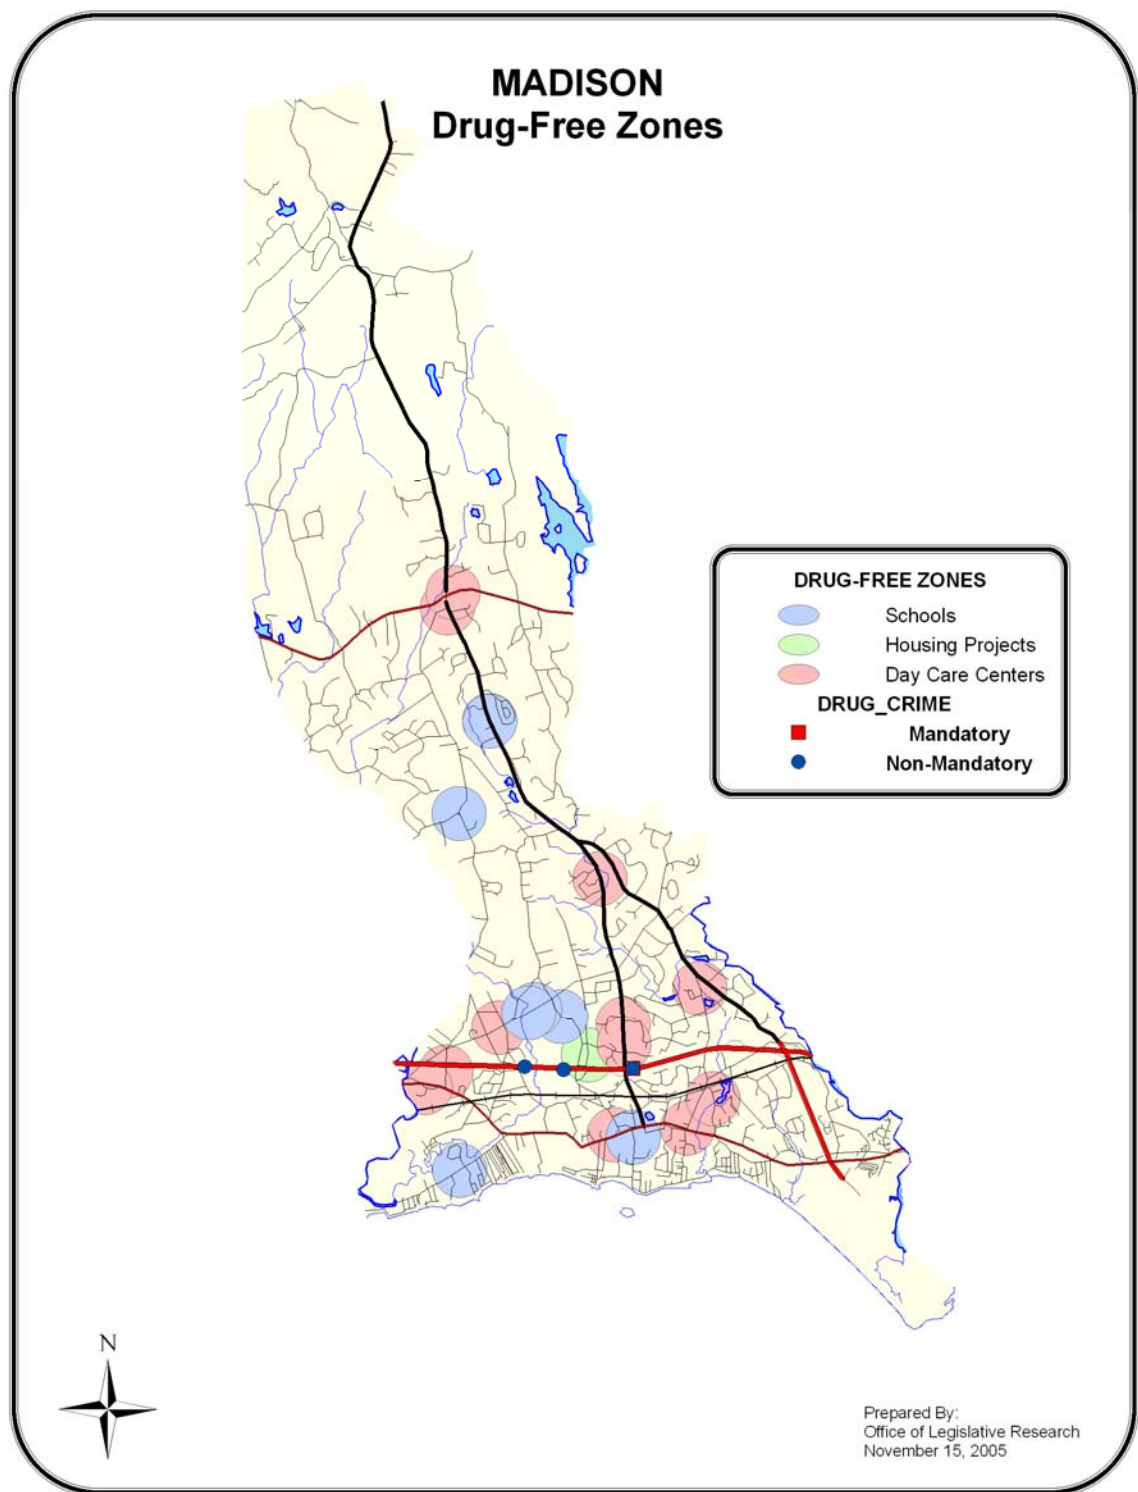 MADISON
Drug-Free Zones
DRUG-FREE ZONES
Schools
Housing Projects
Day Care Centers
DRUG_CRIME
Mandatory
Non-Mandatory
N
Prepared By:
Office of Legislative Research
November 15, 2005